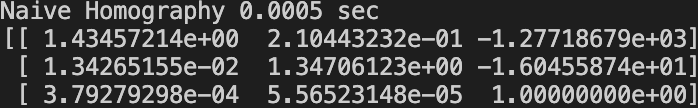 Naive Homography 0.0005 sec
[[ 1.43457214e+00  2.10443232e-01 -1.27718679e+03]
 [ 1.34265155e-02  1.34706123e+00 -1.60455874e+01]
 [ 3.79279298e-04  5.56523148e-05  1.00000000e+00]]